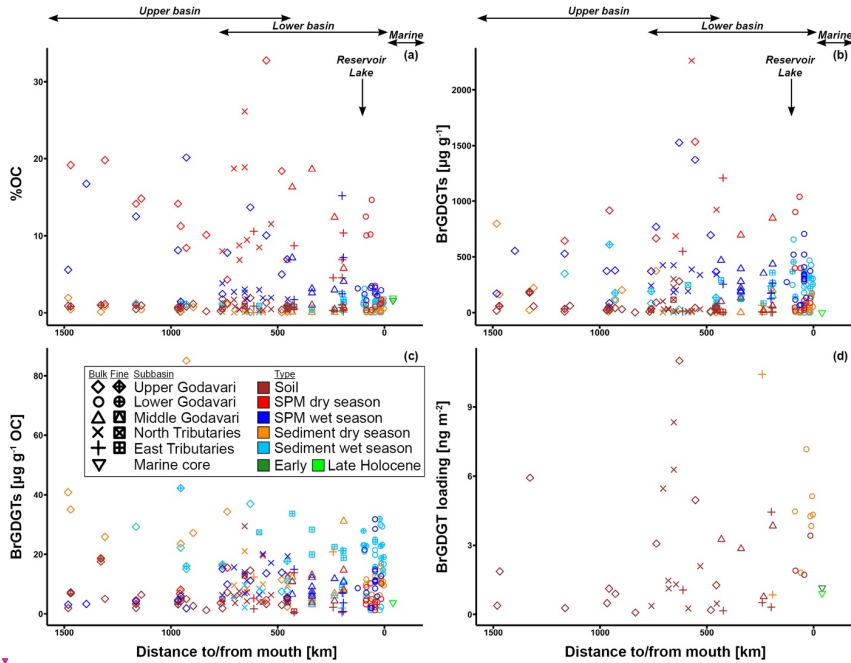 Upper basin
Lower basin
Marine
(a)
Reservoir
Lake
%OC
30
20
10
0
1500
1000
500
0
Upper basin
Lower basin
Marine
(b)
Reservoir
Lake
BrGDGTs [µg g⁻¹]
2000
1500
1000
500
0
1500
1000
500
0
(c)
BrGDGTs [µg g⁻¹ OC]
80
60
40
20
0
Bulk Fine Subbasin Type
Upper Godavari Soil
Lower Godavari SPM dry season
Middle Godavari SPM wet season
North Tributaries Sediment dry season
East Tributaries Sediment wet season
Marine core Early Late Holocene
1500
1000
500
0
Distance to/from mouth [km]
(d)
BrGDGT loading [ng m⁻²]
9
6
3
0
1500
1000
500
0
Distance to/from mouth [km]